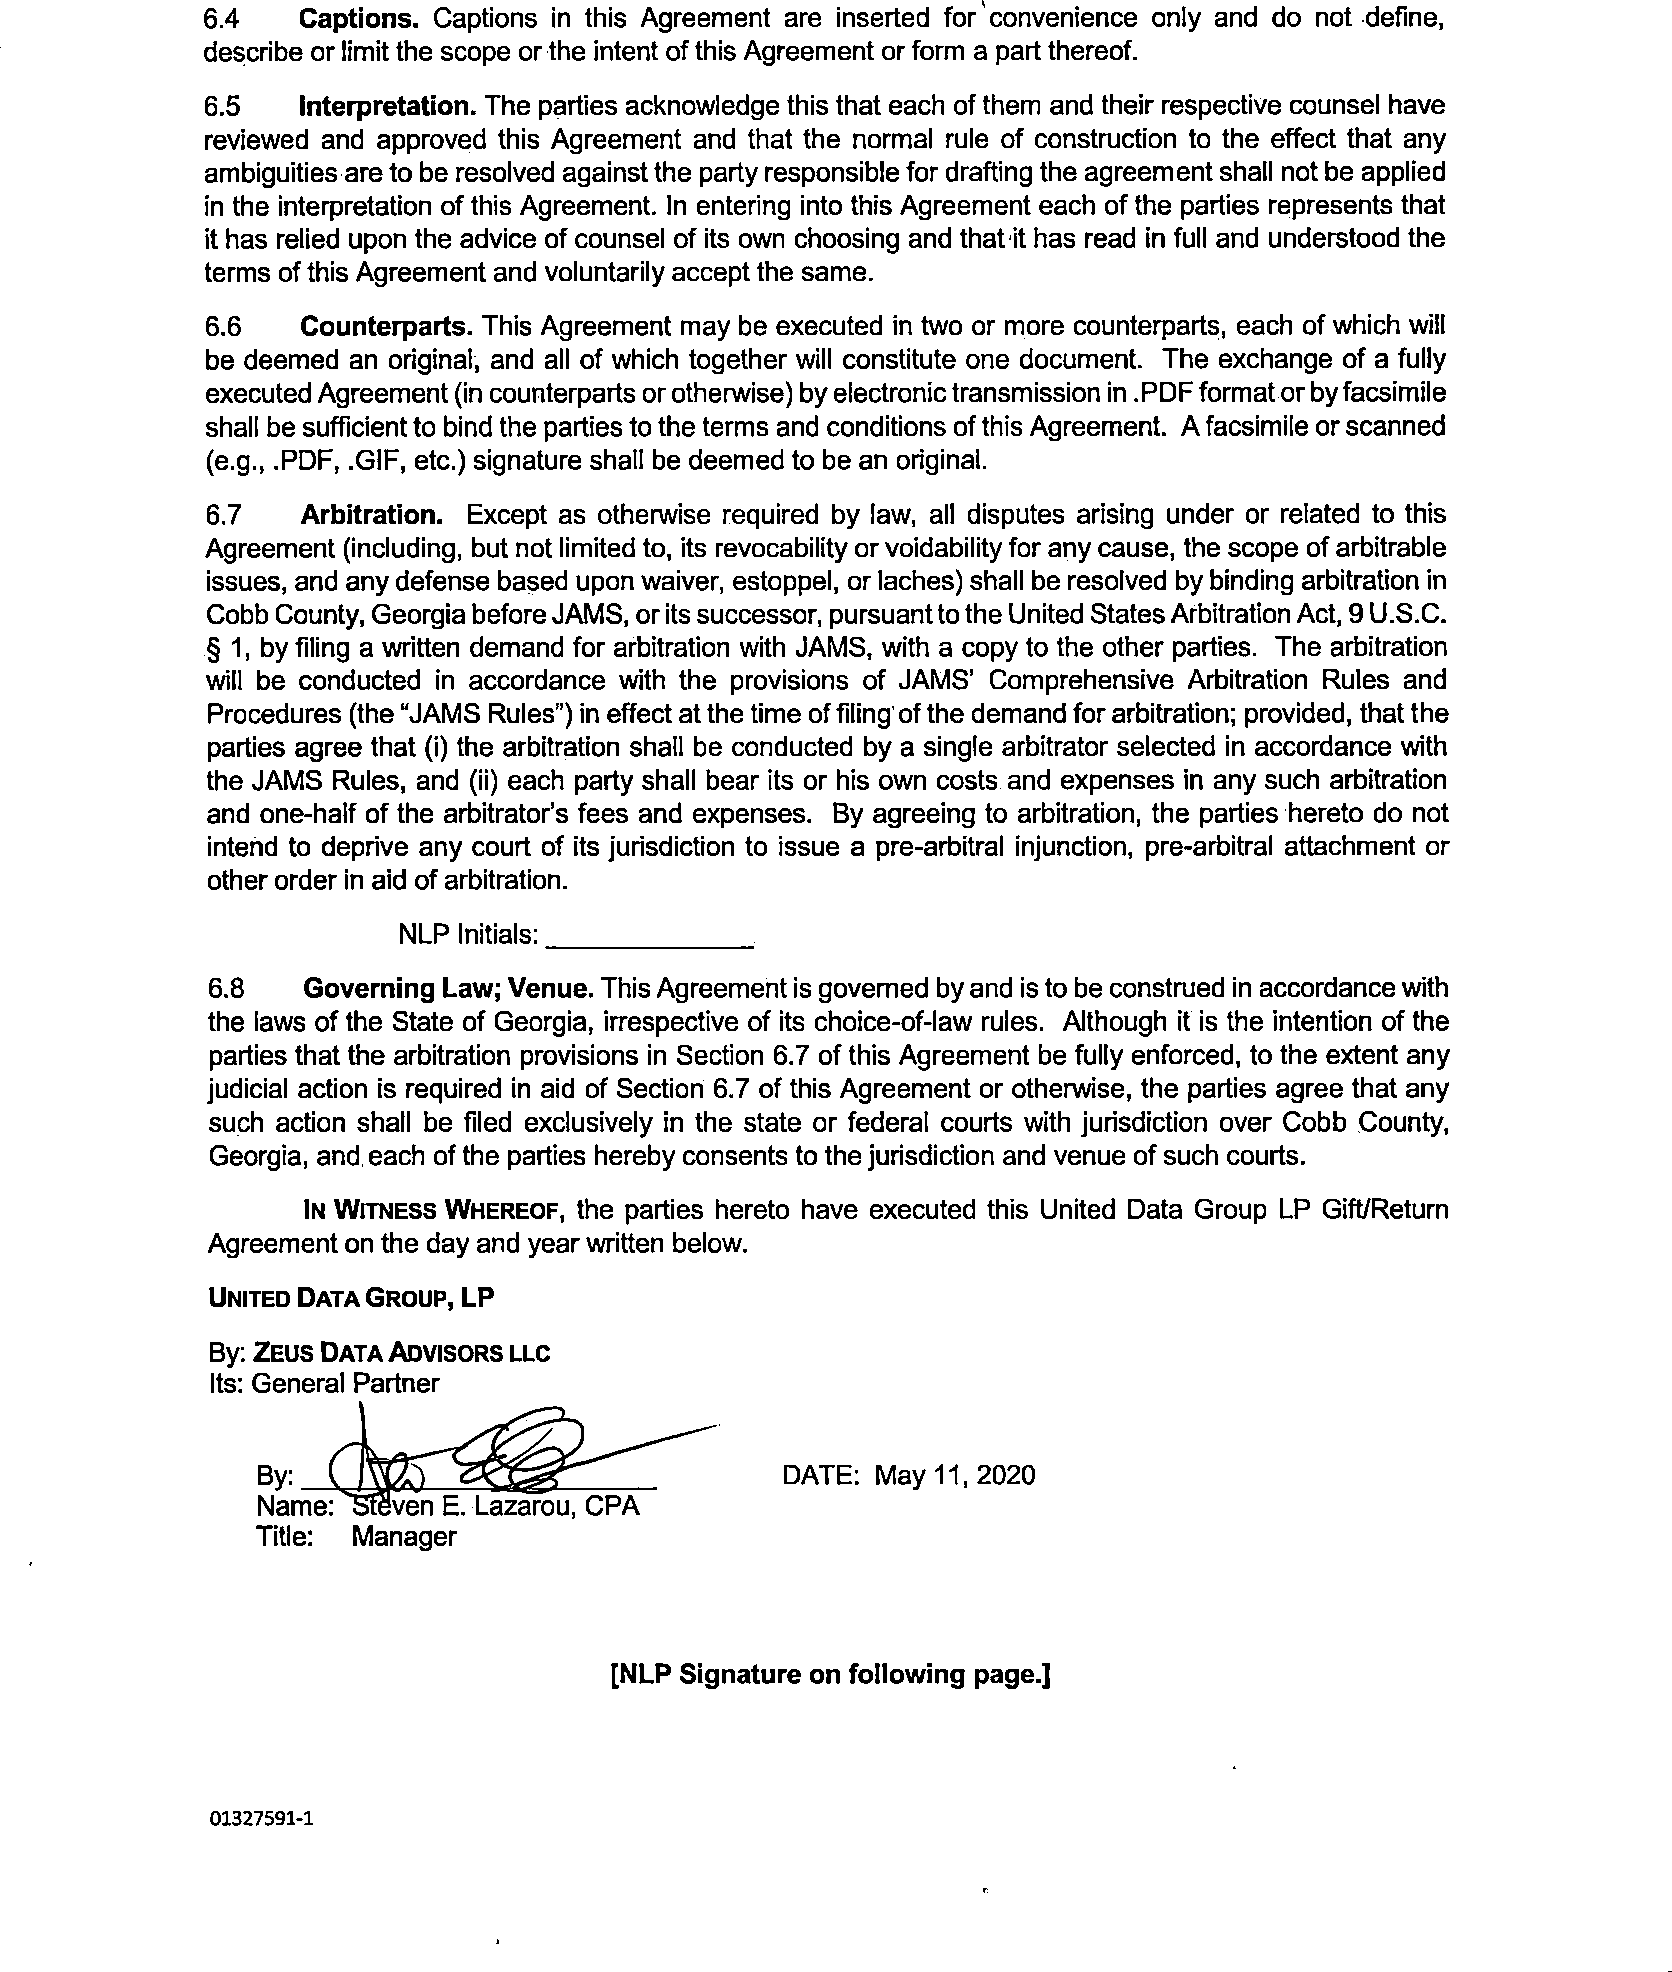 6.4 Captions. Captions in this Agreement are inserted for convenience only and do not define,
describe or limit the scope or the intent of this Agreement or form a part thereof.
6.5 Interpretation. The parties acknowledge this that each of them and their respective counsel have
reviewed and approved this Agreement and that the normal rule of construction to the effect that any
ambiguities are to be resolved against the party responsible for drafting the agreement shall not be applied
in the interpretation of this Agreement. In entering into this Agreement each of the parties represents that
it has relied upon the advice of counsel of its own choosing and that it has read in full and understood the
terms of this Agreement and voluntarily accept the same.
6.6 Counterparts. This Agreement may be executed in two or more counterparts, each of which will
be deemed an original, and all of which together will constitute one document. The exchange of a fully
executed Agreement (in counterparts or otherwise) by electronic transmission in .PDF format or by facsimile
shall be sufficient to bind the parties to the terms and conditions of this Agreement. A facsimile or scanned
(e.g., .PDF, .GIF, etc.) signature shall be deemed to be an original.
6.7 Arbitration. Except as otherwise required by law, all disputes arising under or related to this
Agreement (including, but not limited to, its revocability or voidability for any cause, the scope of arbitrable
issues, and any defense based upon waiver, estoppel, or laches) shall be resolved by binding arbitration in
Cobb County, Georgia before JAMS, or its successor, pursuant to the United States Arbitration Act, 9 U.S.C.
§ 1, by filing a written demand for arbitration with JAMS, with a copy to the other parties. The arbitration
will be conducted in accordance with the provisions of JAMS' Comprehensive Arbitration Rules and
Procedures (the “JAMS Rules”) in effect at the time of filing of the demand for arbitration; provided, that the
parties agree that (i) the arbitration shall be conducted by a single arbitrator selected in accordance with
the JAMS Rules, and (ii) each party shall bear its or his own costs and expenses in any such arbitration
and one-half of the arbitrator's fees and expenses. By agreeing to arbitration, the parties hereto do not
intend to deprive any court of its jurisdiction to issue a pre-arbitral injunction, pre-arbitral attachment or
other order in aid of arbitration.
NLP Initials: _______________
6.8 Governing Law; Venue. This Agreement is governed by and is to be construed in accordance with
the laws of the State of Georgia, irrespective of its choice-of-law rules. Although it is the intention of the
parties that the arbitration provisions in Section 6.7 of this Agreement be fully enforced, to the extent any
judicial action is required in aid of Section 6.7 of this Agreement or otherwise, the parties agree that any
such action shall be filed exclusively in the state or federal courts with jurisdiction over Cobb County,
Georgia, and each of the parties hereby consents to the jurisdiction and venue of such courts.
IN WITNESS WHEREOF, the parties hereto have executed this United Data Group LP Gift/Return
Agreement on the day and year written below.
UNITED DATA GROUP, LP
By: ZEUS DATA ADVISORS LLC
Its: General Partner
By: DATE: May 11, 2020
Name: Steven E. Lazarou, CPA
Title: Manager
[NLP Signature on following page.]
01327591-1